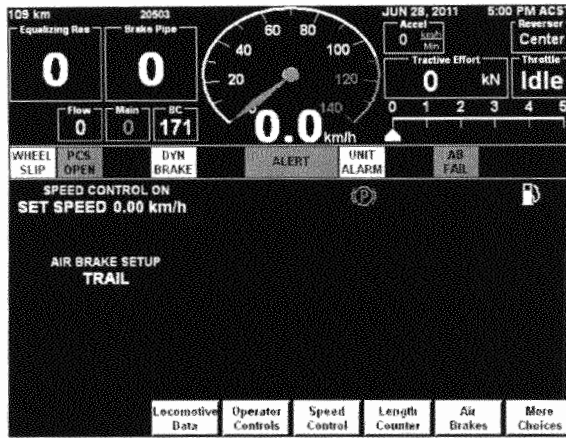 109 km 20503 JUN 28, 2011 5:00 PM ACST
Equalizing Res Brake Pipe Accel Reverser
0 0 0 km/h Min Center
Tractive Effort Throttle
0 kN Idle
0 20 40 60 80 100 120 140
Flow Main BC
0 0 171
0.0 km/h
0 1 2 3 4 5
WHEEL SLIP PCS OPEN DYN BRAKE ALERT UNIT ALARM AB FAIL
SPEED CONTROL ON
SET SPEED 0.00 km/h
P
AIR BRAKE SETUP
TRAIL
Locomotive Data Operator Controls Speed Control Length Counter Air Brakes More Choices